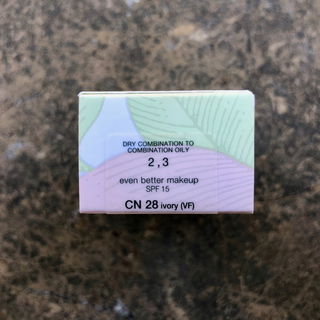 DRY COMBINATION TO
COMBINATION OILY
2 , 3
even better makeup
SPF 15
CN 28 ivory (VF)